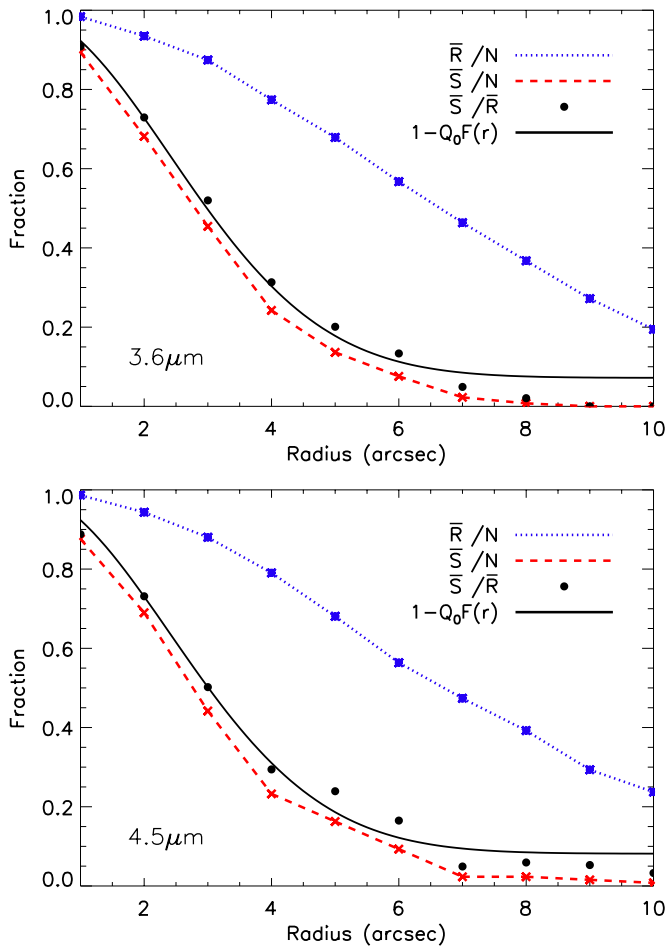 1.0
0.8
0.6
0.4
0.2
0.0
Fraction
R̅ /N
S̅ /N
S̅ /R̅
1−Q₀F(r)
3.6μm
2 4 6 8 10
Radius (arcsec)
1.0
0.8
0.6
0.4
0.2
0.0
Fraction
R̅ /N
S̅ /N
S̅ /R̅
1−Q₀F(r)
4.5μm
2 4 6 8 10
Radius (arcsec)